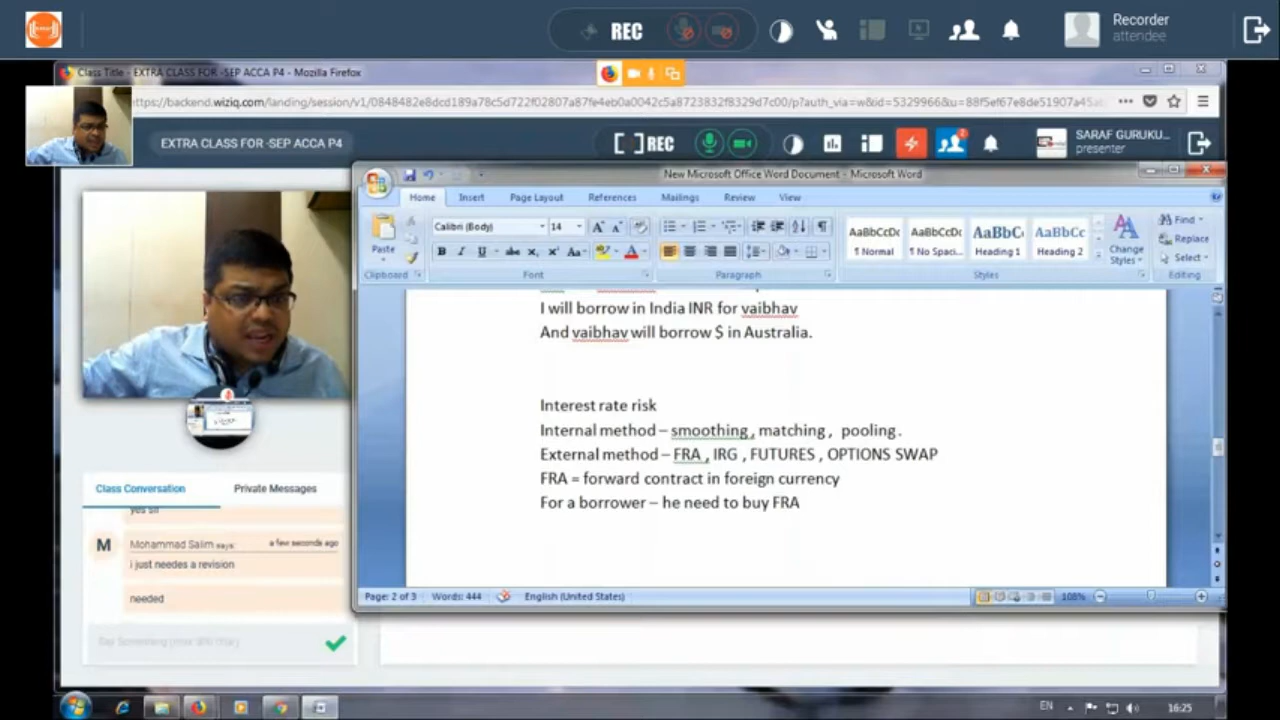 REC
Recorder
attendee
Class Title - EXTRA CLASS FOR -SEP ACCA P4 - Mozilla Firefox
EXTRA CLASS FOR -SEP ACCA P4
REC
SARAF GURUKU...
presenter
New Microsoft Office Word Document - Microsoft Word
Home Insert Page Layout References Mailings Review View
Paste
Calibri (Body) 14
AaBbCcDc AaBbCcDc AaBbC AaBbCc
¶ Normal ¶ No Spaci... Heading 1 Heading 2
Change Styles
Find
Replace
Select
Clipboard Font Paragraph Styles Editing
I will borrow in India INR for vaibhav
And vaibhav will borrow $ in Australia.
Interest rate risk
Internal method – smoothing , matching , pooling .
External method – FRA , IRG , FUTURES , OPTIONS SWAP
FRA = forward contract in foreign currency
For a borrower – he need to buy FRA
Class Conversation Private Messages
yes sir
M
Mohammad Salim says: a few seconds ago
i just needes a revision
needed
Page: 2 of 3 Words: 444 English (United States) 108%
EN 16:25